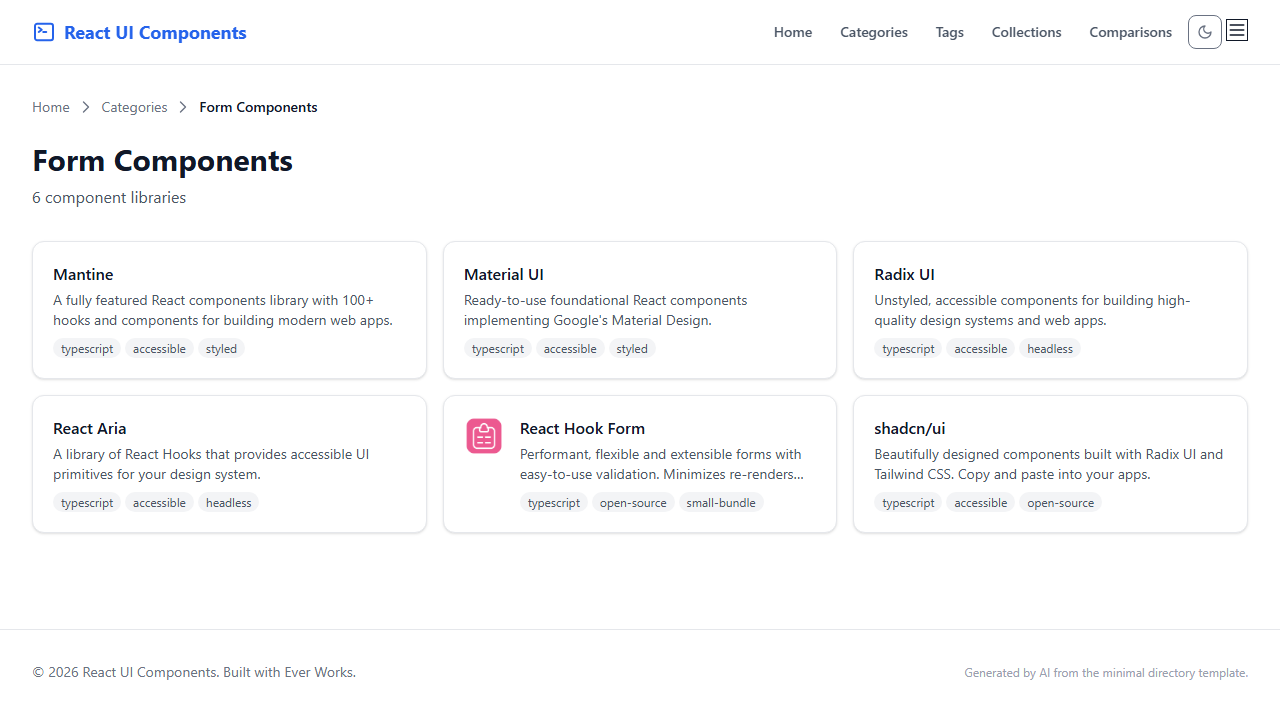 React UI Components
Home Categories Tags Collections Comparisons
Home Categories Form Components
Form Components
6 component libraries
Mantine
A fully featured React components library with 100+
hooks and components for building modern web apps.
typescript accessible styled
Material UI
Ready-to-use foundational React components
implementing Google's Material Design.
typescript accessible styled
Radix UI
Unstyled, accessible components for building high-
quality design systems and web apps.
typescript accessible headless
React Aria
A library of React Hooks that provides accessible UI
primitives for your design system.
typescript accessible headless
React Hook Form
Performant, flexible and extensible forms with
easy-to-use validation. Minimizes re-renders...
typescript open-source small-bundle
shadcn/ui
Beautifully designed components built with Radix UI and
Tailwind CSS. Copy and paste into your apps.
typescript accessible open-source
© 2026 React UI Components. Built with Ever Works.
Generated by AI from the minimal directory template.